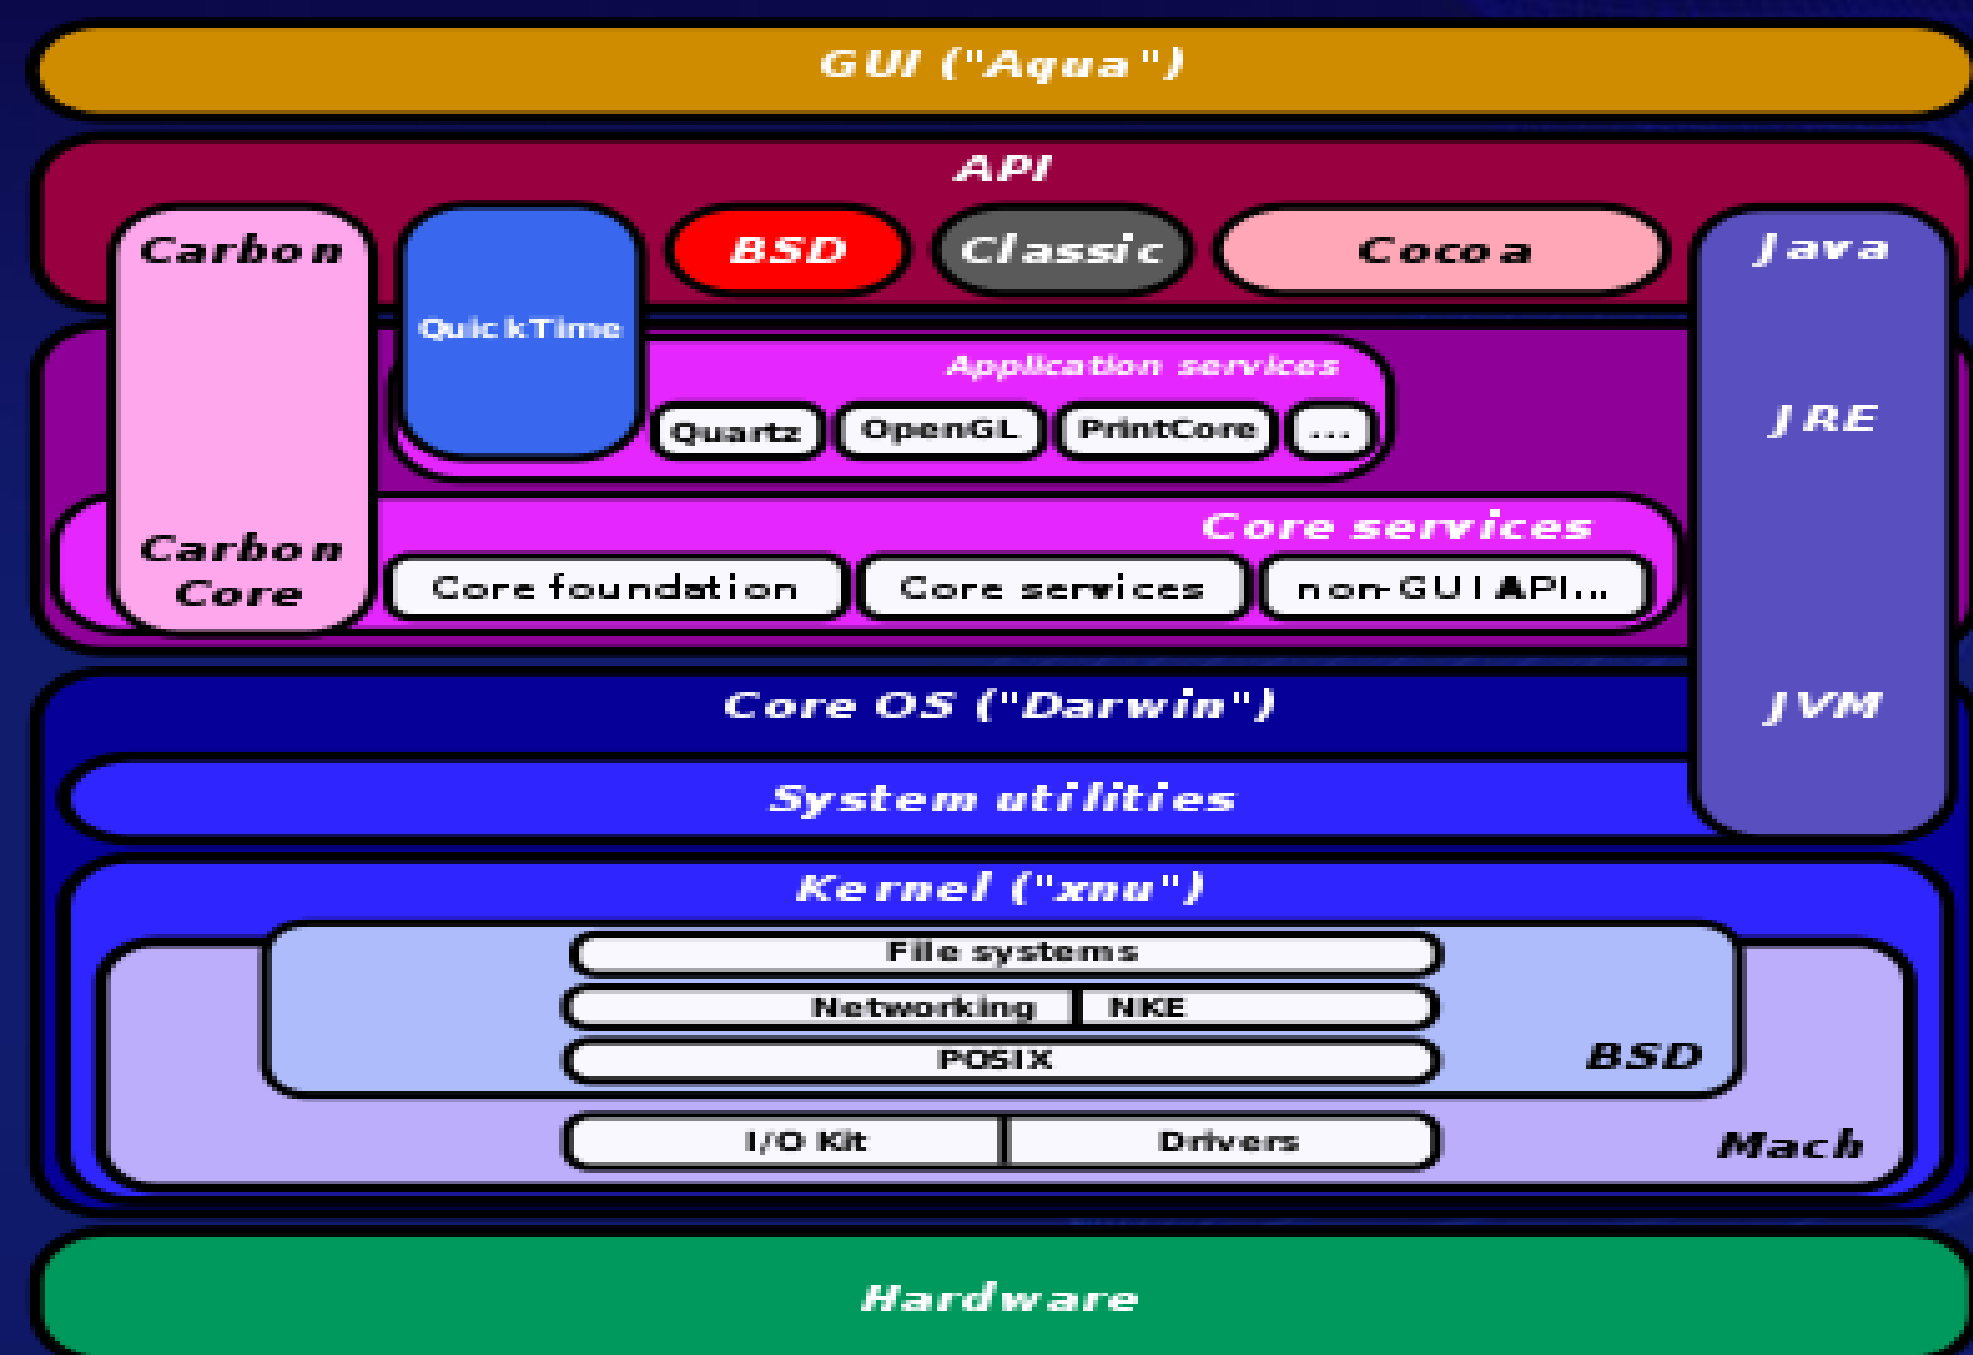 GUI ("Aqua")
API
Carbon
QuickTime
BSD
Classic
Cocoa
Java
Application services
Quartz
OpenGL
PrintCore
...
JRE
Core services
Carbon
Core
Core foundation
Core services
non-GUI API...
Core OS ("Darwin")
JVM
System utilities
Kernel ("xnu")
File systems
Networking
NKE
POSIX
BSD
I/O Kit
Drivers
Mach
Hardware